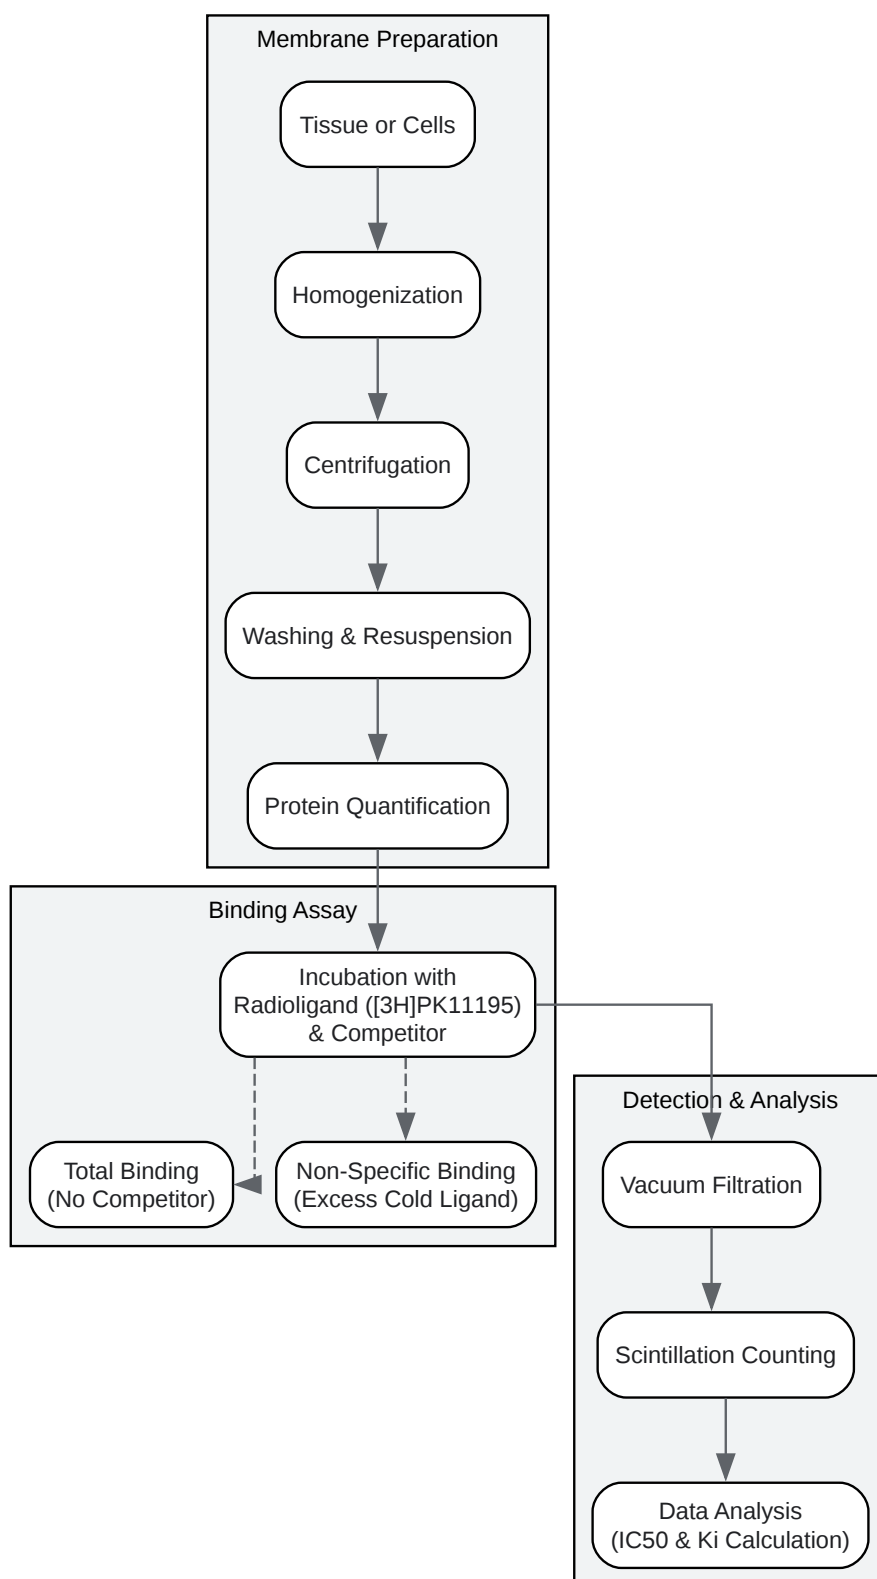 Membrane Preparation
Tissue or Cells
Homogenization
Centrifugation
Washing & Resuspension
Protein Quantification
Binding Assay
Incubation with
Radioligand ([3H]PK11195)
& Competitor
Total Binding
(No Competitor)
Non-Specific Binding
(Excess Cold Ligand)
Detection & Analysis
Vacuum Filtration
Scintillation Counting
Data Analysis
(IC50 & Ki Calculation)